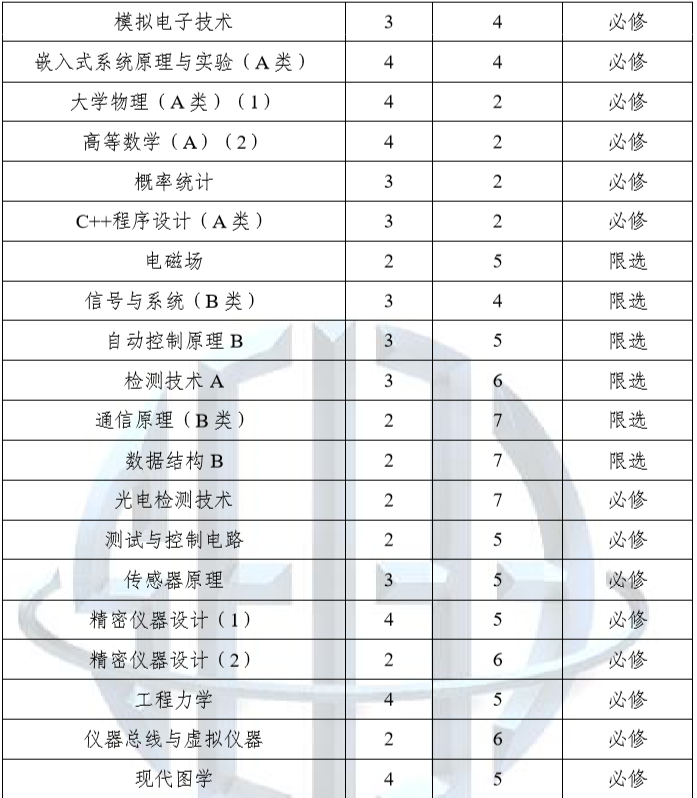 模拟电子技术 3 4 必修
嵌入式系统原理与实验（A 类） 4 4 必修
大学物理（A 类）（1） 4 2 必修
高等数学（A）（2） 4 2 必修
概率统计 3 2 必修
C++程序设计（A 类） 3 2 必修
电磁场 2 5 限选
信号与系统（B 类） 3 4 限选
自动控制原理 B 3 5 限选
检测技术 A 3 6 限选
通信原理（B 类） 2 7 限选
数据结构 B 2 7 限选
光电检测技术 2 7 必修
测试与控制电路 2 5 必修
传感器原理 3 5 必修
精密仪器设计（1） 4 5 必修
精密仪器设计（2） 2 6 必修
工程力学 4 5 必修
仪器总线与虚拟仪器 2 6 必修
现代图学 4 5 必修